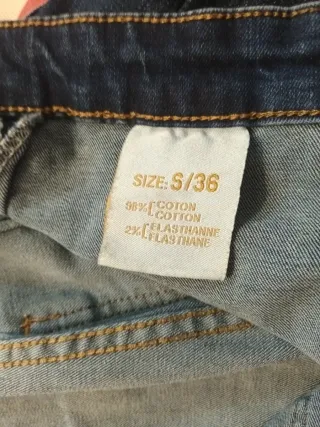 SIZE: S/36
98%[COTON
COTTON
2%[ELASTHANNE
ELASTHANE